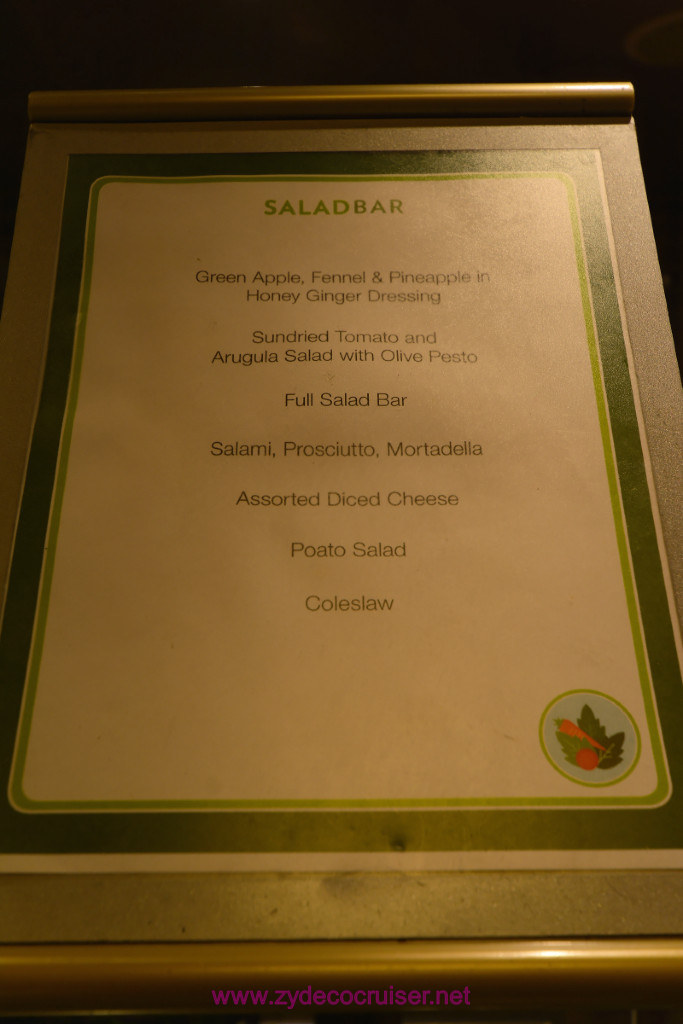 SALADBAR
Green Apple, Fennel & Pineapple in
Honey Ginger Dressing
Sundried Tomato and
Arugula Salad with Olive Pesto
Full Salad Bar
Salami, Prosciutto, Mortadella
Assorted Diced Cheese
Poato Salad
Coleslaw
www.zydecocruiser.net